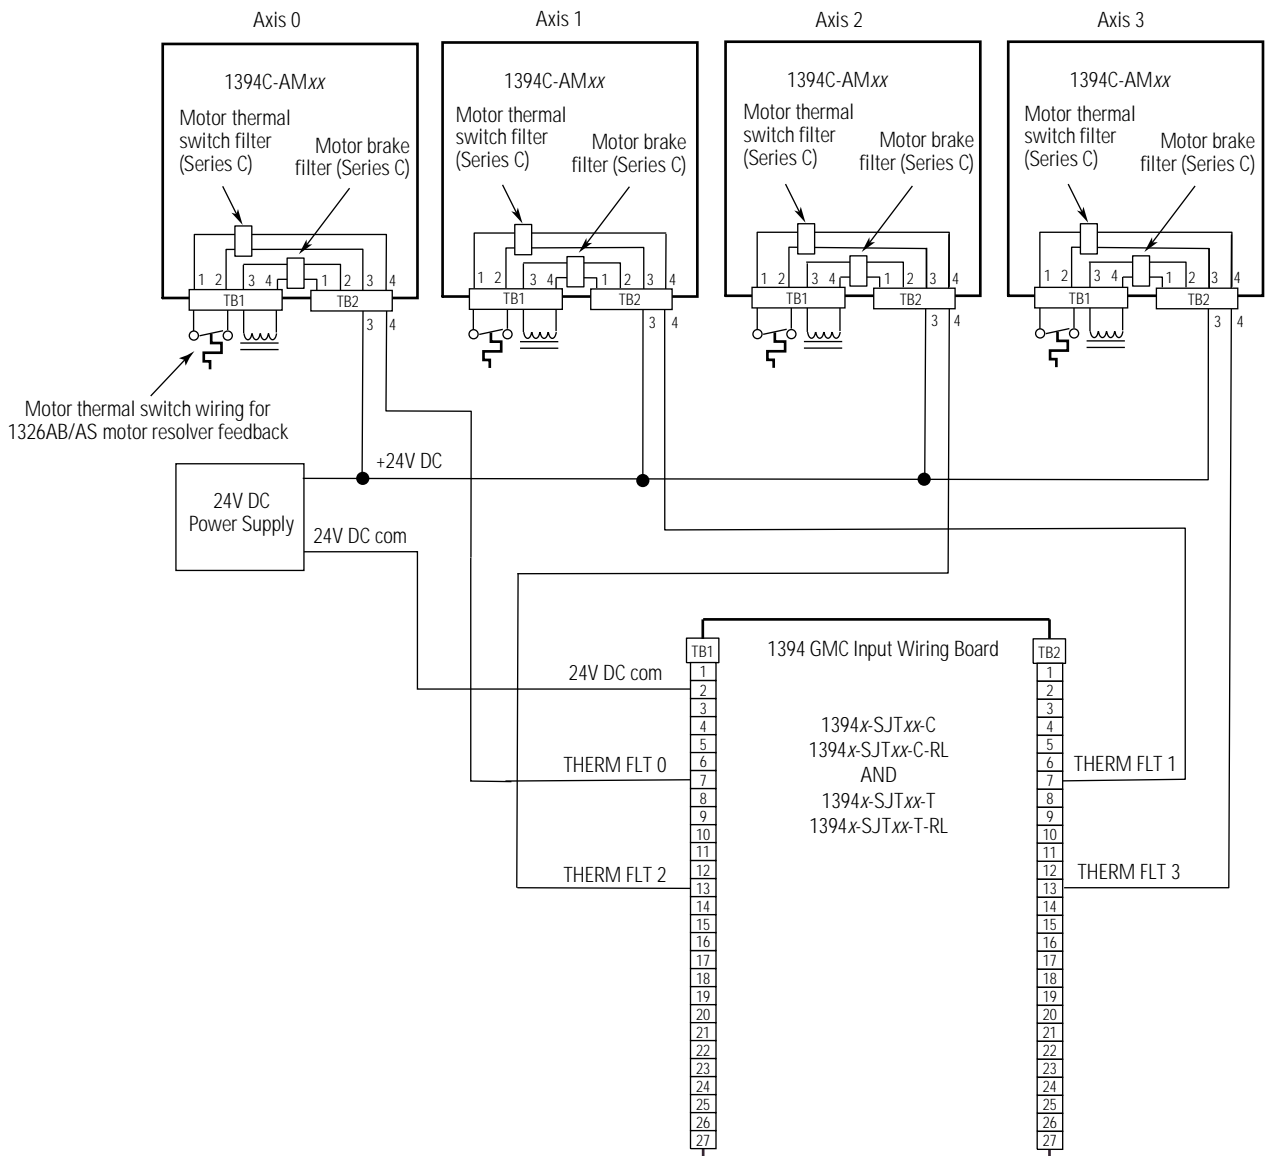 Axis 0
Axis 1
Axis 2
Axis 3
1394C-AMxx
Motor thermal
switch filter
(Series C)
Motor brake
filter (Series C)
1 2 3 4 1 2 3 4
TB1 TB2
3 4
1394C-AMxx
Motor thermal
switch filter
(Series C)
Motor brake
filter (Series C)
1 2 3 4 1 2 3 4
TB1 TB2
3 4
1394C-AMxx
Motor thermal
switch filter
(Series C)
Motor brake
filter (Series C)
1 2 3 4 1 2 3 4
TB1 TB2
3 4
1394C-AMxx
Motor thermal
switch filter
(Series C)
Motor brake
filter (Series C)
1 2 3 4 1 2 3 4
TB1 TB2
3 4
Motor thermal switch wiring for
1326AB/AS motor resolver feedback
+24V DC
24V DC
Power Supply
24V DC com
1394 GMC Input Wiring Board
1394x-SJTxx-C
1394x-SJTxx-C-RL
AND
1394x-SJTxx-T
1394x-SJTxx-T-RL
24V DC com
THERM FLT 0
THERM FLT 2
TB1
1
2
3
4
5
6
7
8
9
10
11
12
13
14
15
16
17
18
19
20
21
22
23
24
25
26
27
TB2
1
2
3
4
5
6
7
8
9
10
11
12
13
14
15
16
17
18
19
20
21
22
23
24
25
26
27
THERM FLT 1
THERM FLT 3